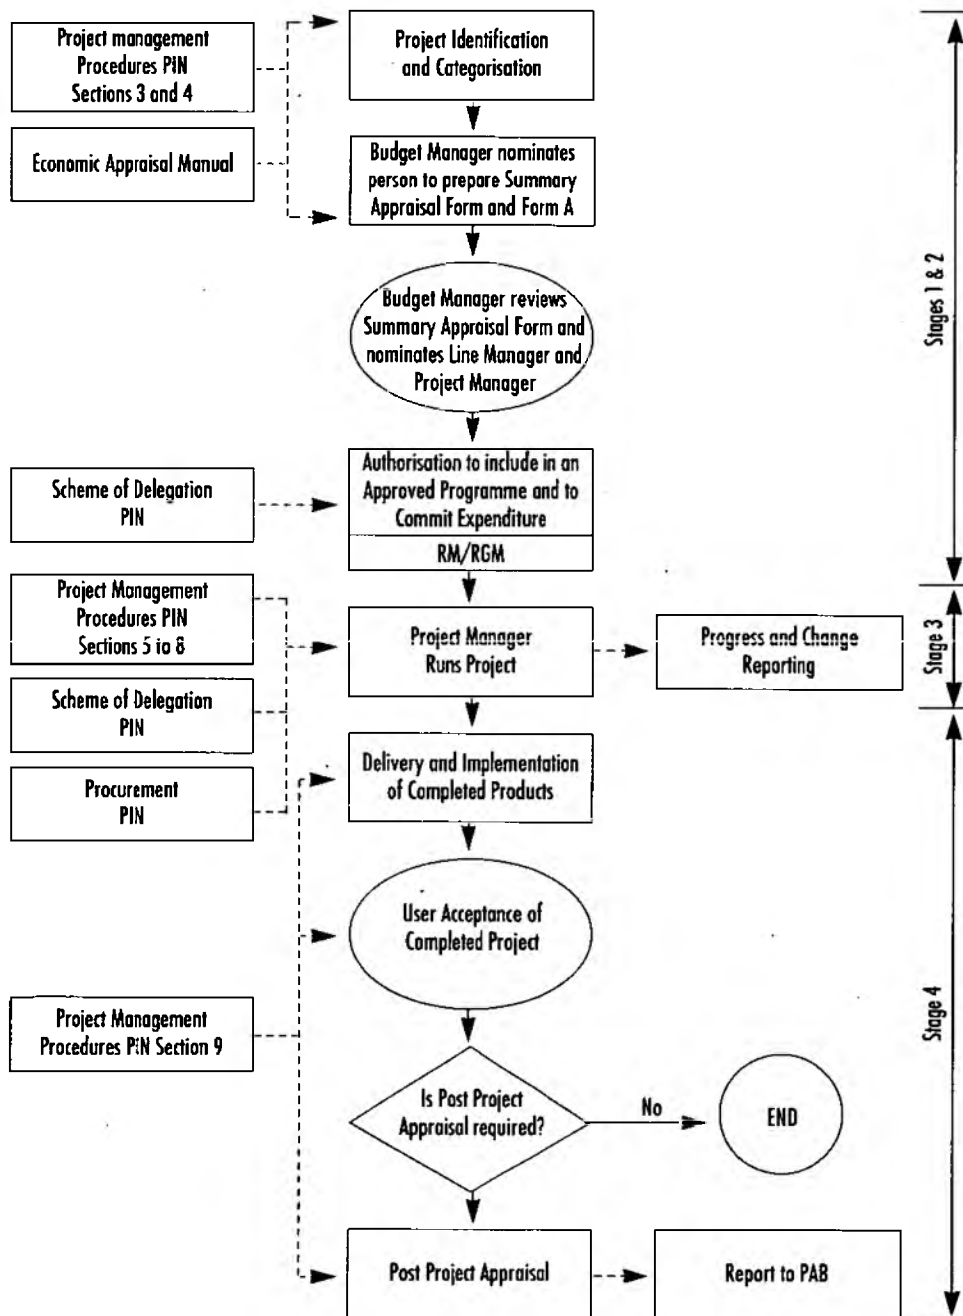 Project management
Procedures PIN
Sections 3 and 4
Project Identification
and Categorisation
Economic Appraisal Manual
Budget Manager nominates
person to prepare Summary
Appraisal Form and Form A
Budget Manager reviews
Summary Appraisal Form and
nominates Line Manager and
Project Manager
Stages 1 & 2
Scheme of Delegation
PIN
Authorisation to include in an
Approved Programme and to
Commit Expenditure
RM/RGM
Project Management
Procedures PIN
Sections 5 to 8
Project Manager
Runs Project
Progress and Change
Reporting
Stage 3
Scheme of Delegation
PIN
Procurement
PIN
Delivery and Implementation
of Completed Products
User Acceptance of
Completed Project
Project Management
Procedures PIN Section 9
Is Post Project
Appraisal required?
No
END
Stage 4
Post Project Appraisal
Report to PAB